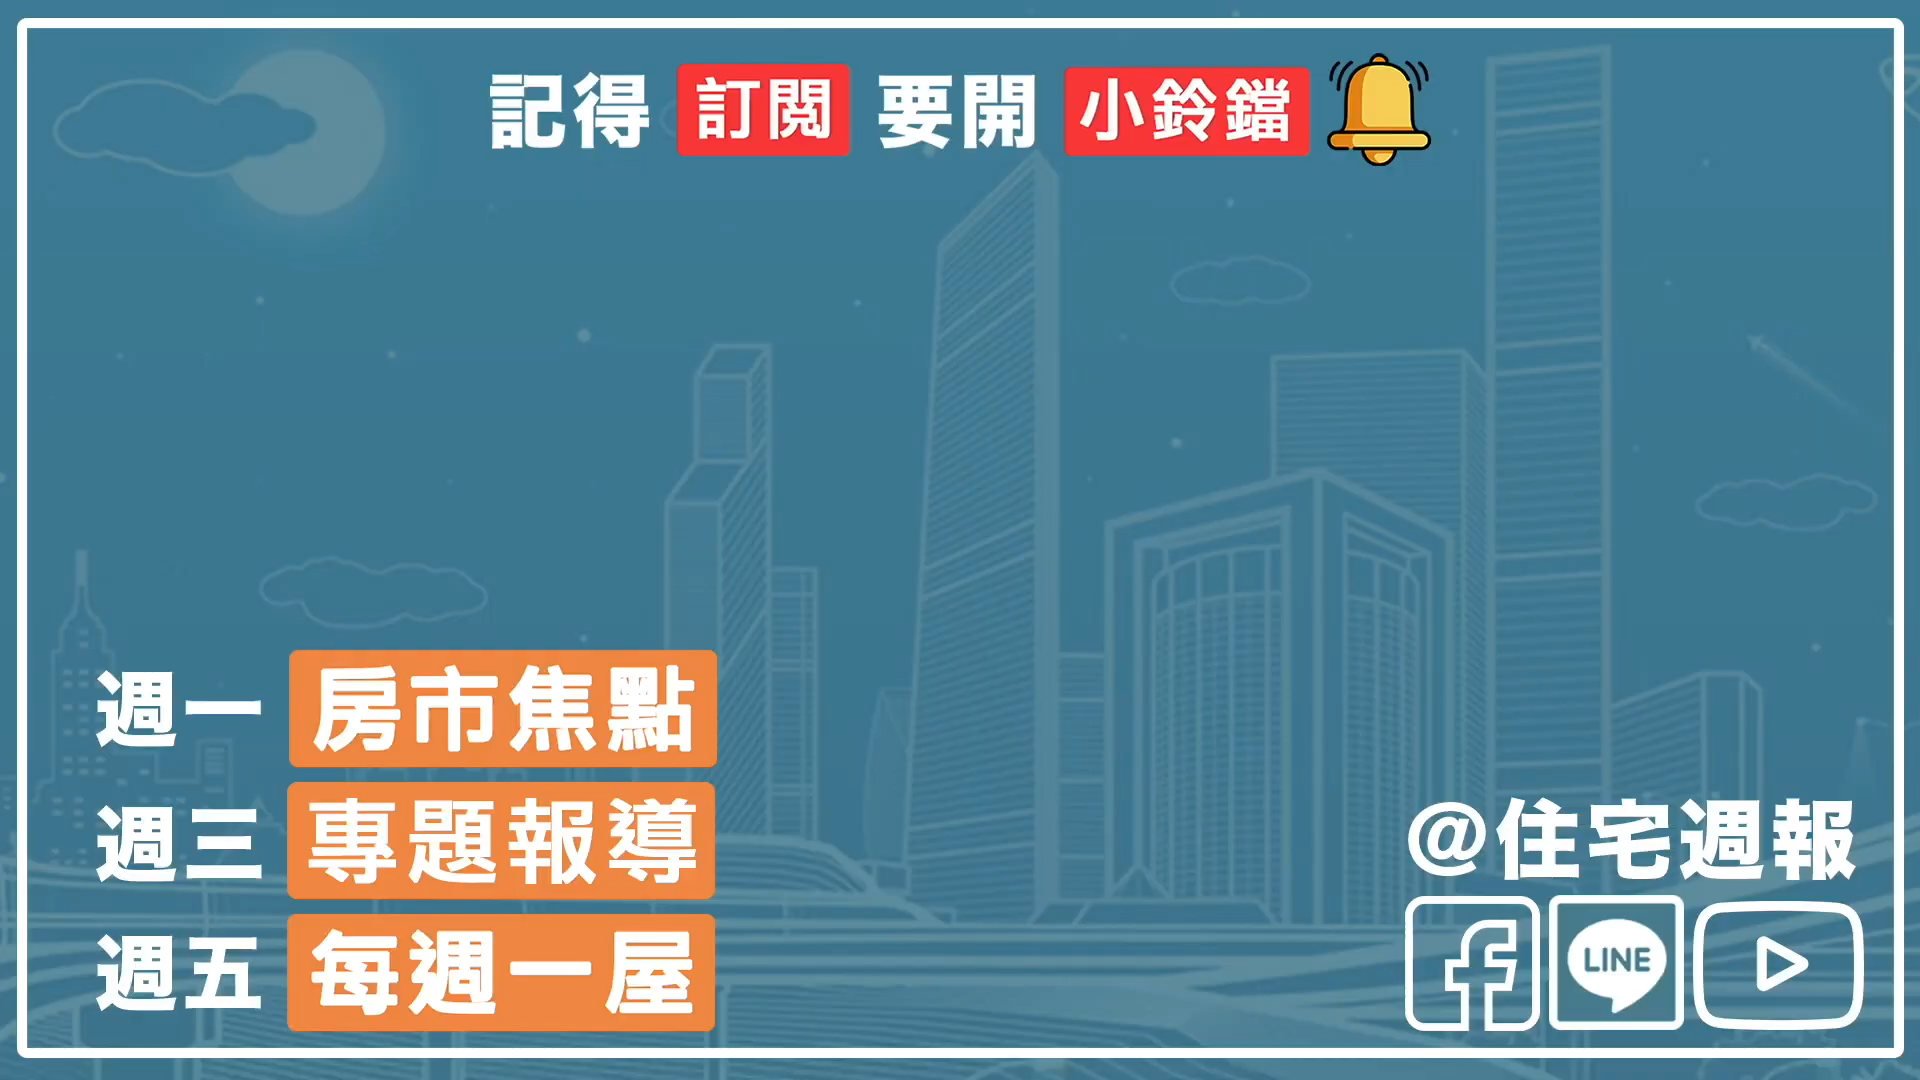 記得 訂閱 要開 小鈴鐺
週一 房市焦點
週三 專題報導
週五 每週一屋
@住宅週報
LINE